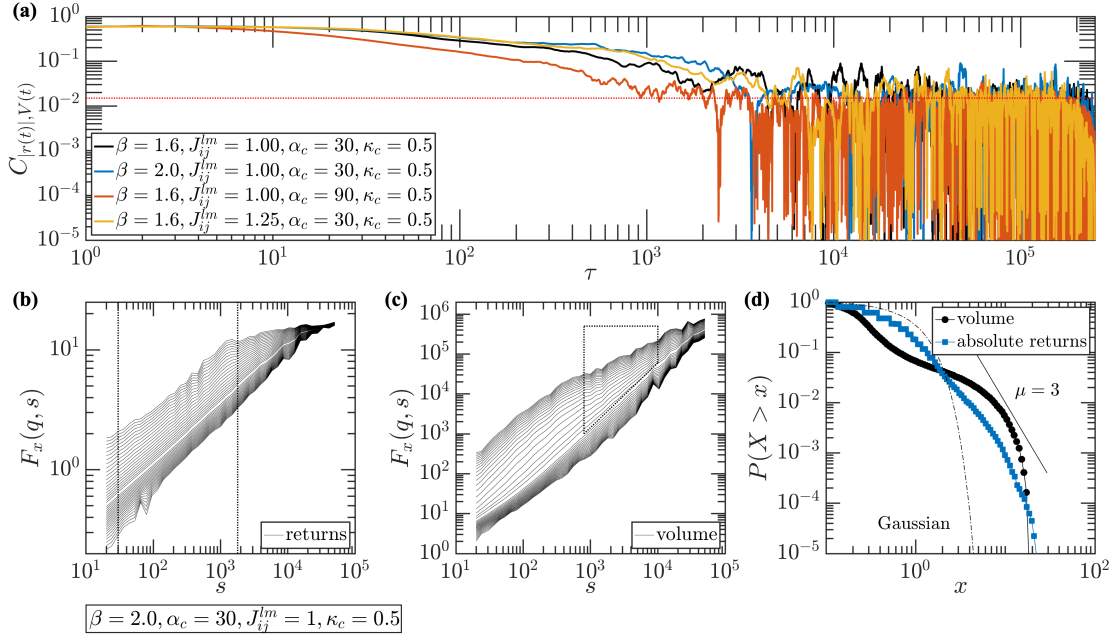 (a)
10^0
10^{-1}
10^{-2}
10^{-3}
10^{-4}
10^{-5}
C_{|r(t)|,V(t)}
β = 1.6, J_{ij}^{lm} = 1.00, α_c = 30, κ_c = 0.5
β = 2.0, J_{ij}^{lm} = 1.00, α_c = 30, κ_c = 0.5
β = 1.6, J_{ij}^{lm} = 1.00, α_c = 90, κ_c = 0.5
β = 1.6, J_{ij}^{lm} = 1.25, α_c = 30, κ_c = 0.5
10^0 10^1 10^2 10^3 10^4 10^5
τ
(b)
10^1
10^0
F_x(q, s)
returns
10^1 10^2 10^3 10^4 10^5
s
(c)
10^6
10^5
10^4
10^3
10^2
10^1
10^0
F_x(q, s)
volume
10^1 10^2 10^3 10^4 10^5
s
(d)
10^0
10^{-1}
10^{-2}
10^{-3}
10^{-4}
10^{-5}
P(X > x)
volume
absolute returns
μ = 3
Gaussian
10^0 10^1 10^2
x
β = 2.0, α_c = 30, J_{ij}^{lm} = 1, κ_c = 0.5